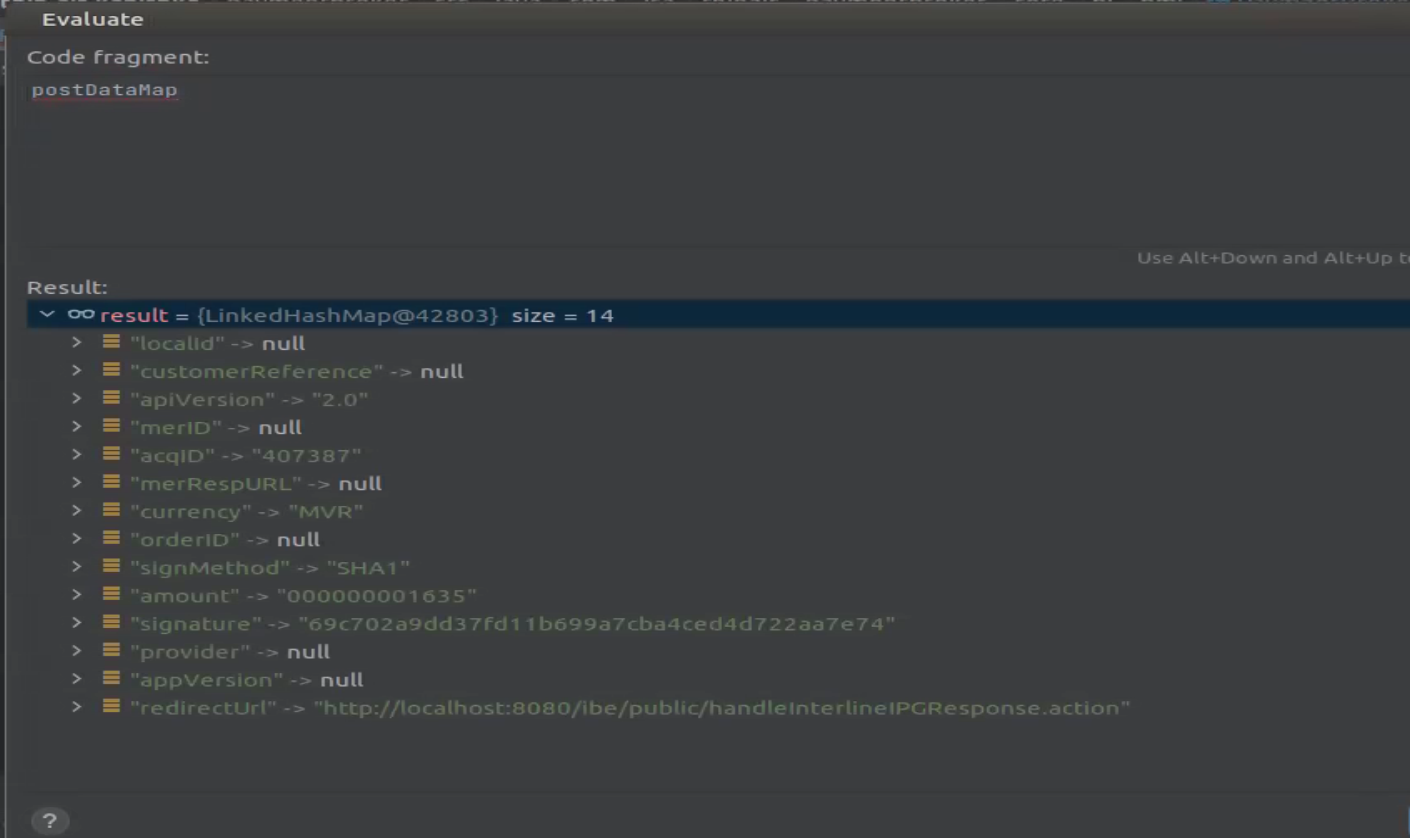 Evaluate
Code fragment:
postDataMap
Use Alt+Down and Alt+Up
Result:
result = {LinkedHashMap@42803} size = 14
"localId" -> null
"customerReference" -> null
"apiVersion" -> "2.0"
"merID" -> null
"acqID" -> "407387"
"merRespURL" -> null
"currency" -> "MVR"
"orderID" -> null
"signMethod" -> "SHA1"
"amount" -> "000000001635"
"signature" -> "69c702a9dd37fd11b699a7cba4ced4d722aa7e74"
"provider" -> null
"appVersion" -> null
"redirectUrl" -> "http://localhost:8080/ibe/public/handleInterlineIPGResponse.action"
?